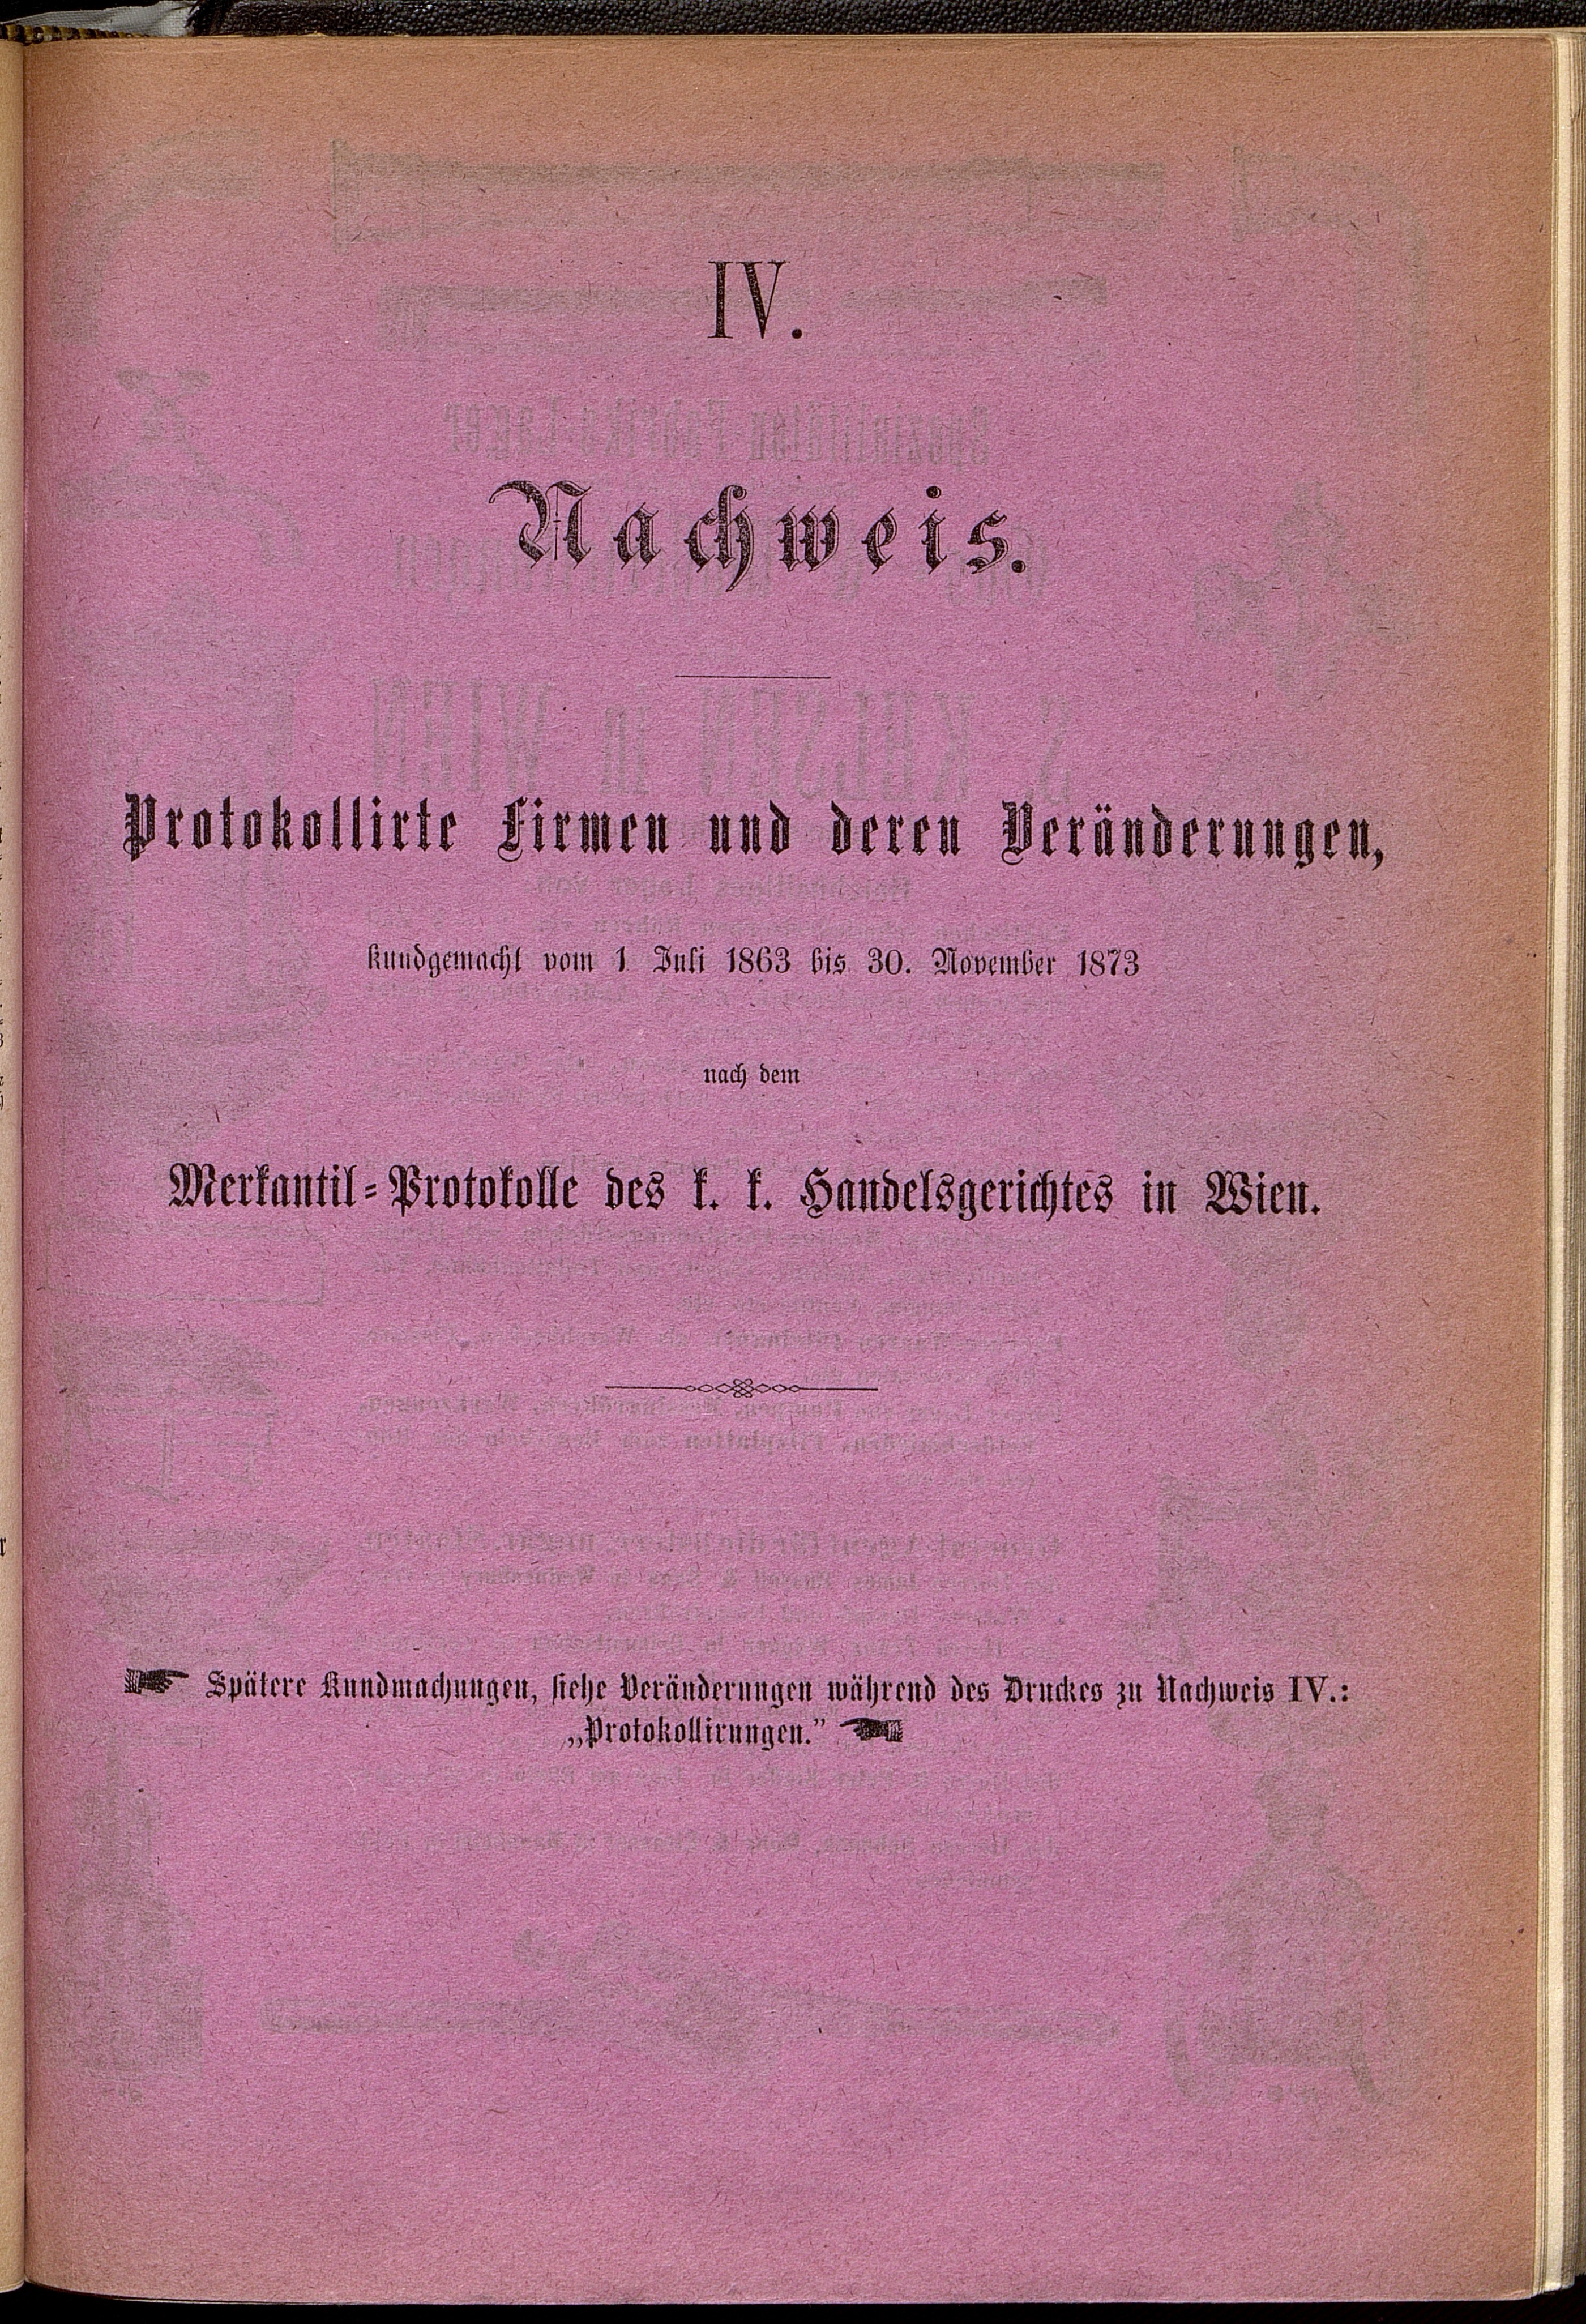 IV.
Nachweis.
Protokollirte Firmen und deren Veränderungen,
kundgemacht vom 1 Juli 1863 bis 30. November 1873
nach dem
Merkantil-Protokolle des k. k. Handelsgerichtes in Wien.
☛ Spätere Kundmachungen, siehe Veränderungen während des Druckes zu Nachweis IV.:
„Protokollirungen.” ☚